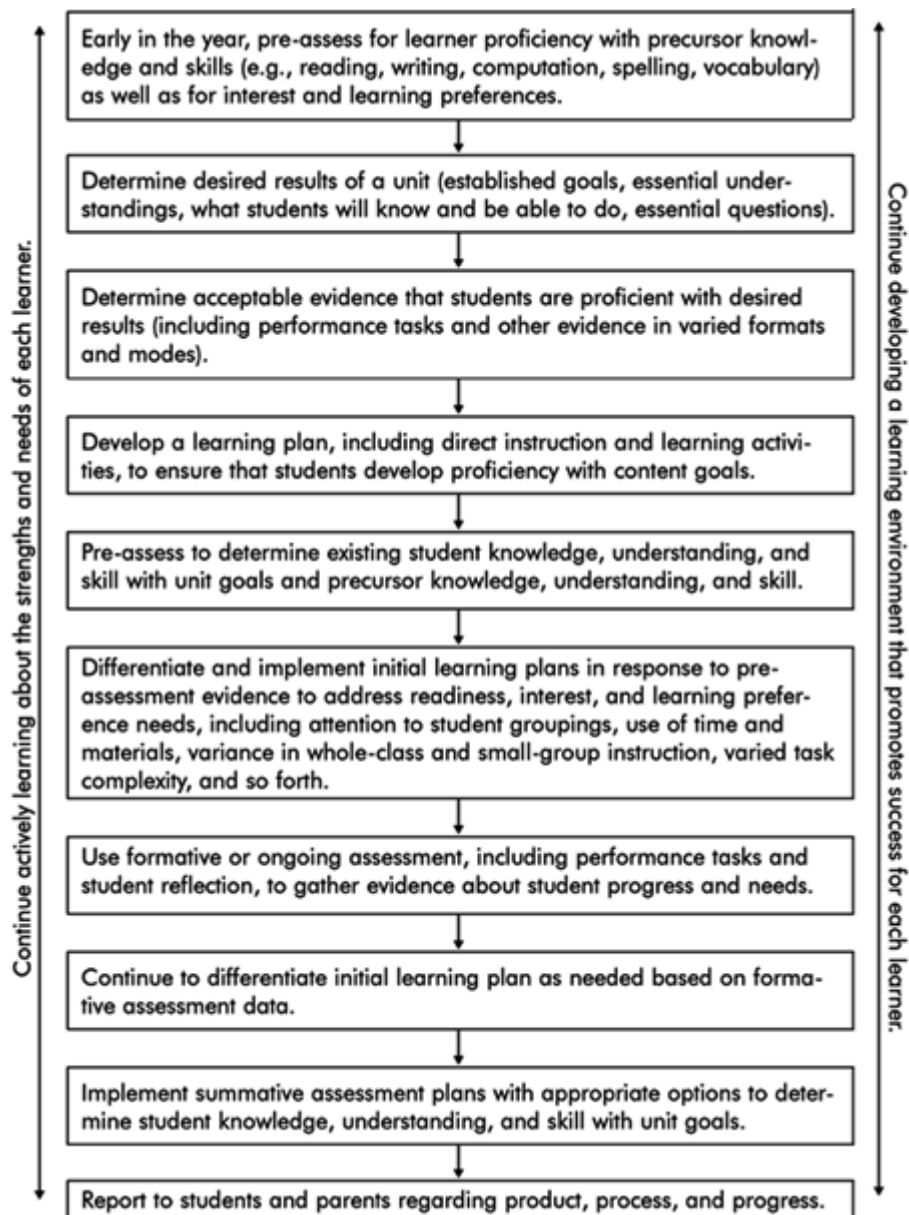 Early in the year, pre-assess for learner proficiency with precursor knowl-
edge and skills (e.g., reading, writing, computation, spelling, vocabulary)
as well as for interest and learning preferences.
Determine desired results of a unit (established goals, essential under-
standings, what students will know and be able to do, essential questions).
Determine acceptable evidence that students are proficient with desired
results (including performance tasks and other evidence in varied formats
and modes).
Develop a learning plan, including direct instruction and learning activi-
ties, to ensure that students develop proficiency with content goals.
Pre-assess to determine existing student knowledge, understanding, and
skill with unit goals and precursor knowledge, understanding, and skill.
Differentiate and implement initial learning plans in response to pre-
assessment evidence to address readiness, interest, and learning prefer-
ence needs, including attention to student groupings, use of time and
materials, variance in whole-class and small-group instruction, varied task
complexity, and so forth.
Use formative or ongoing assessment, including performance tasks and
student reflection, to gather evidence about student progress and needs.
Continue to differentiate initial learning plan as needed based on forma-
tive assessment data.
Implement summative assessment plans with appropriate options to deter-
mine student knowledge, understanding, and skill with unit goals.
Report to students and parents regarding product, process, and progress.
Continue actively learning about the strengths and needs of each learner.
Continue developing a learning environment that promotes success for each learner.